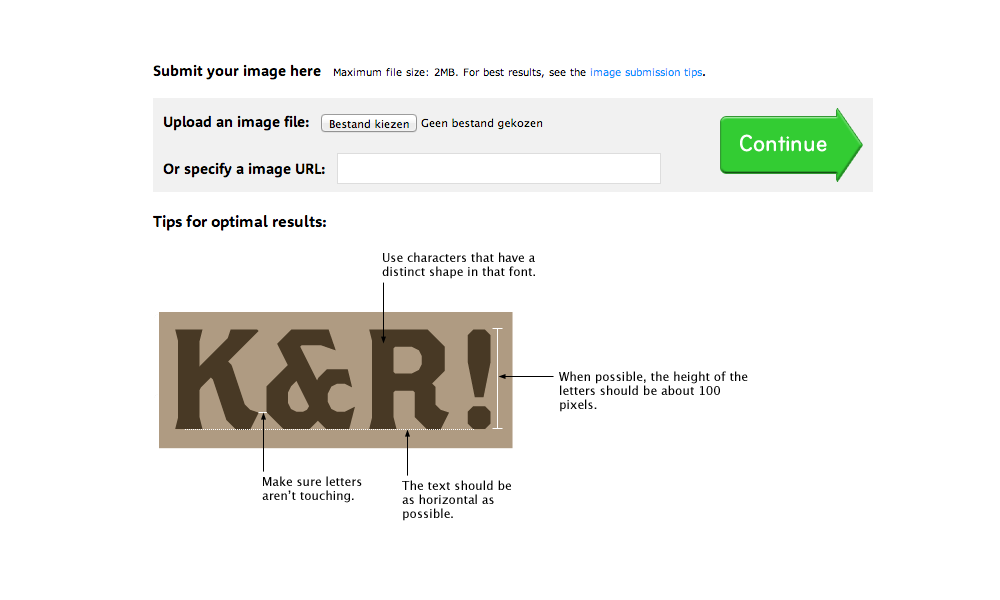 Submit your image here Maximum file size: 2MB. For best results, see the image submission tips.
Upload an image file: Bestand kiezen Geen bestand gekozen
Continue
Or specify a image URL:
Tips for optimal results:
Use characters that have a
distinct shape in that font.
K&R!
When possible, the height of the
letters should be about 100
pixels.
Make sure letters
aren't touching.
The text should be
as horizontal as
possible.